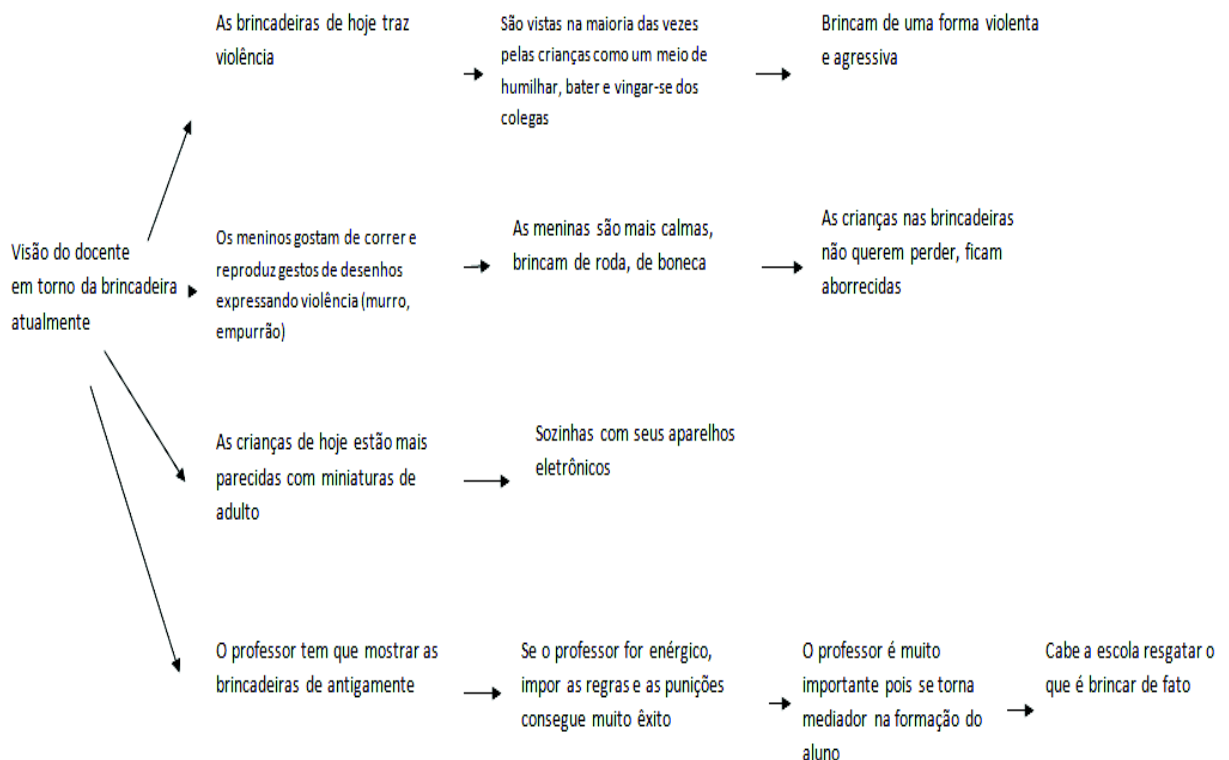 As brincadeiras de hoje traz
violência
São vistas na maioria das vezes
pelas crianças como um meio de
humilhar, bater e vingar-se dos
colegas
Brincam de uma forma violenta
e agressiva
Visão do docente
em torno da brincadeira
atualmente
Os meninos gostam de correr e
reproduz gestos de desenhos
expressando violência (murro,
empurrão)
As meninas são mais calmas,
brincam de roda, de boneca
As crianças nas brincadeiras
não querem perder, ficam
aborrecidas
As crianças de hoje estão mais
parecidas com miniaturas de
adulto
Sozinhas com seus aparelhos
eletrônicos
O professor tem que mostrar as
brincadeiras de antigamente
Se o professor for enérgico,
impor as regras e as punições
consegue muito êxito
O professor é muito
importante pois se torna
mediador na formação do
aluno
Cabe a escola resgatar o
que é brincar de fato